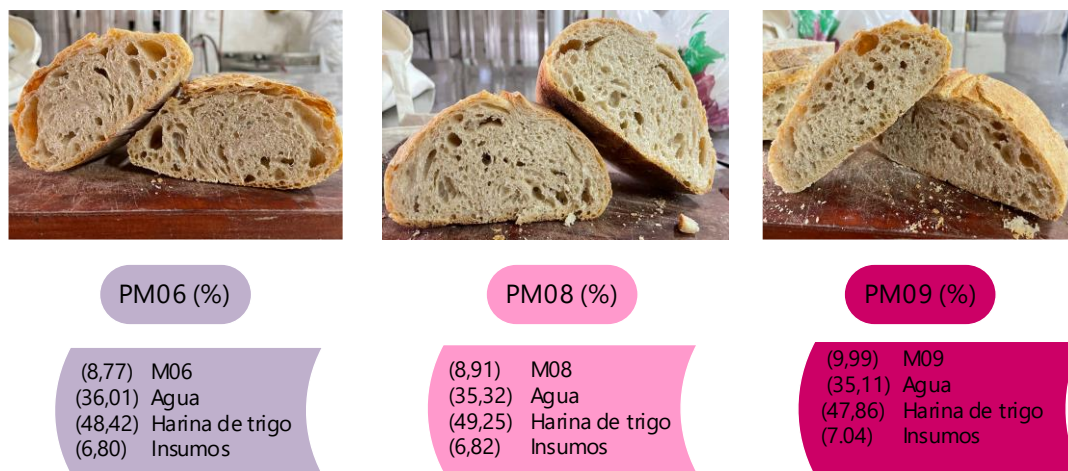 PM06 (%)
(8,77) M06
(36,01) Agua
(48,42) Harina de trigo
(6,80) Insumos
PM08 (%)
(8,91) M08
(35,32) Agua
(49,25) Harina de trigo
(6,82) Insumos
PM09 (%)
(9,99) M09
(35,11) Agua
(47,86) Harina de trigo
(7.04) Insumos